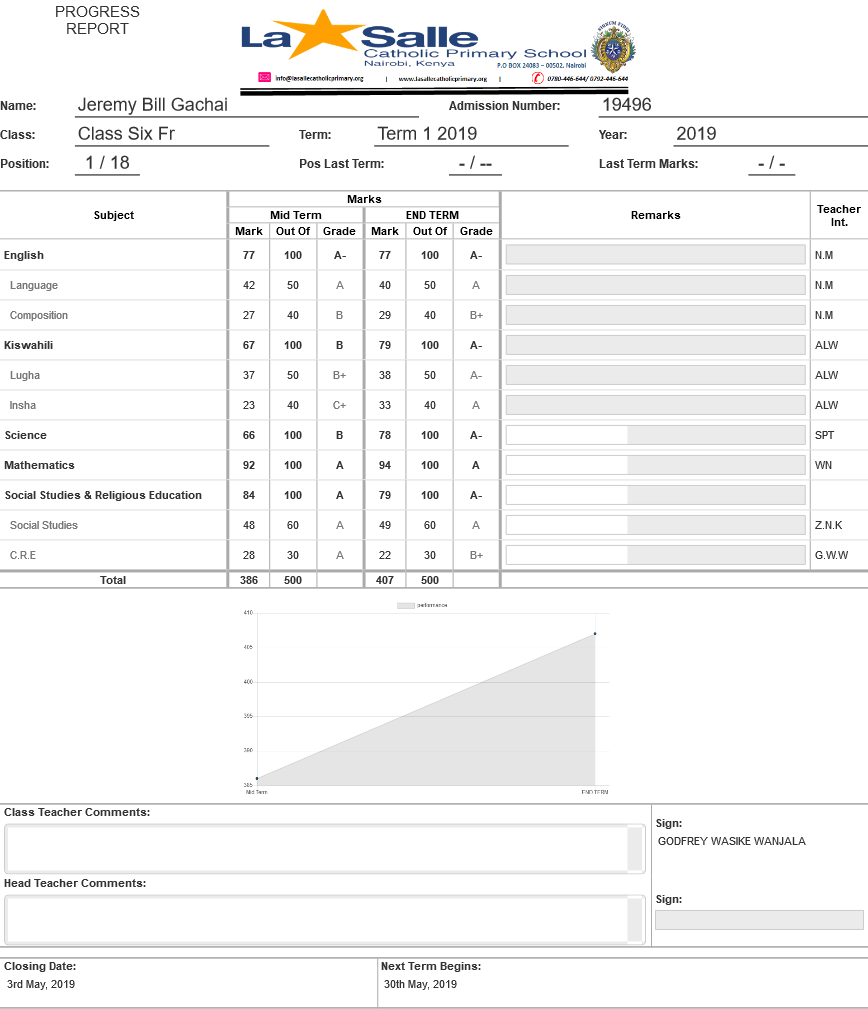 PROGRESS
REPORT
La Salle
Catholic Primary School
Nairobi, Kenya
P.O BOX 24083 – 00502, Nairobi
info@lasallecatholicprimary.org | www.lasallecatholicprimary.org | 0780-446-644/ 0792-446-644
Name: Jeremy Bill Gachai Admission Number: 19496
Class: Class Six Fr Term: Term 1 2019 Year: 2019
Position: 1 / 18 Pos Last Term: - / -- Last Term Marks: - / -
Marks
Subject Mid Term END TERM Remarks Teacher Int.
Mark Out Of Grade Mark Out Of Grade
English 77 100 A- 77 100 A- N.M
Language 42 50 A 40 50 A N.M
Composition 27 40 B 29 40 B+ N.M
Kiswahili 67 100 B 79 100 A- ALW
Lugha 37 50 B+ 38 50 A- ALW
Insha 23 40 C+ 33 40 A ALW
Science 66 100 B 78 100 A- SPT
Mathematics 92 100 A 94 100 A WN
Social Studies & Religious Education 84 100 A 79 100 A-
Social Studies 48 60 A 49 60 A Z.N.K
C.R.E 28 30 A 22 30 B+ G.W.W
Total 386 500 407 500
performance
410
405
400
395
390
385
Mid Term END TERM
Class Teacher Comments:
Sign:
GODFREY WASIKE WANJALA
Head Teacher Comments:
Sign:
Closing Date: Next Term Begins:
3rd May, 2019 30th May, 2019